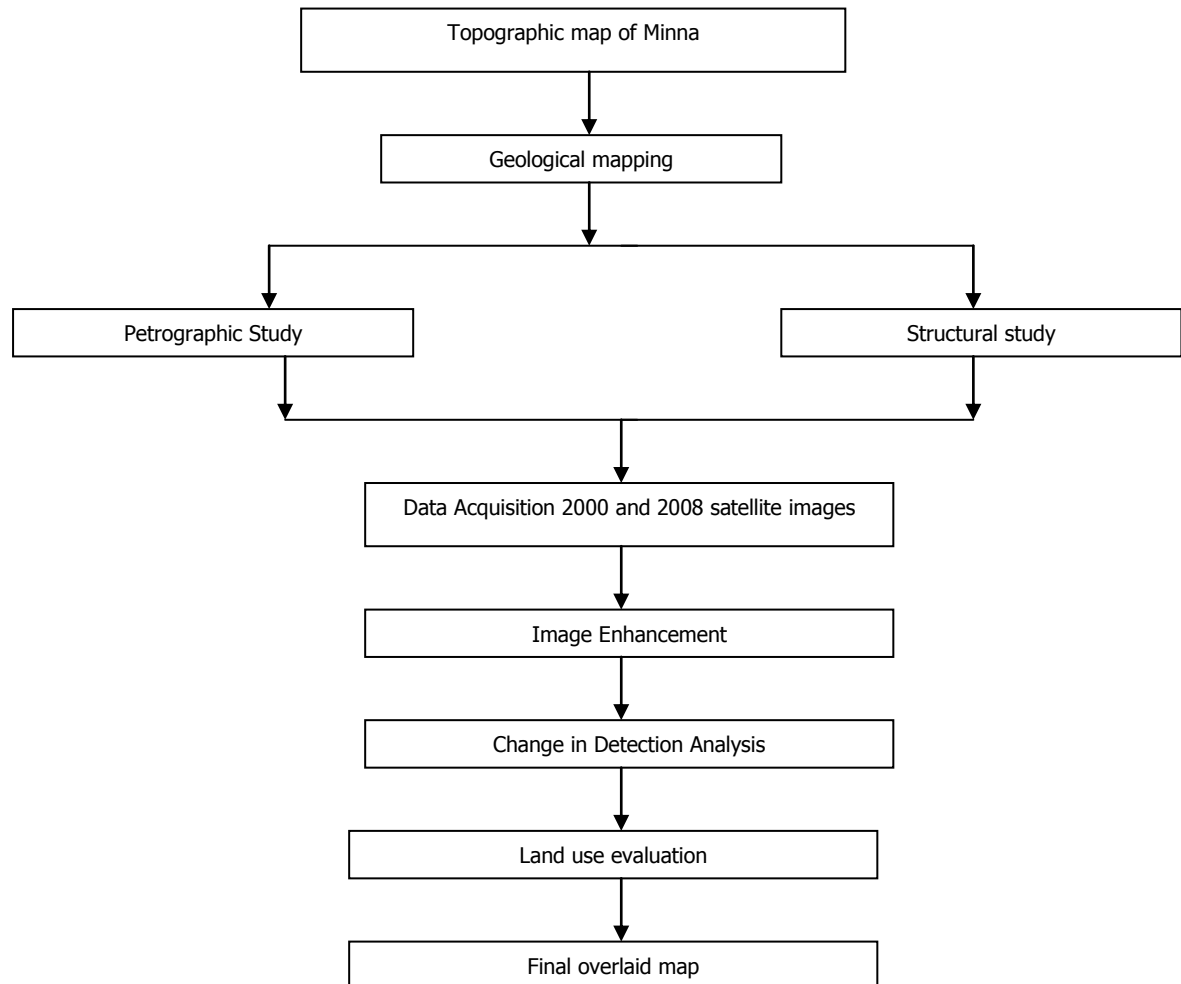 Topographic map of Minna
Geological mapping
Petrographic Study
Structural study
Data Acquisition 2000 and 2008 satellite images
Image Enhancement
Change in Detection Analysis
Land use evaluation
Final overlaid map